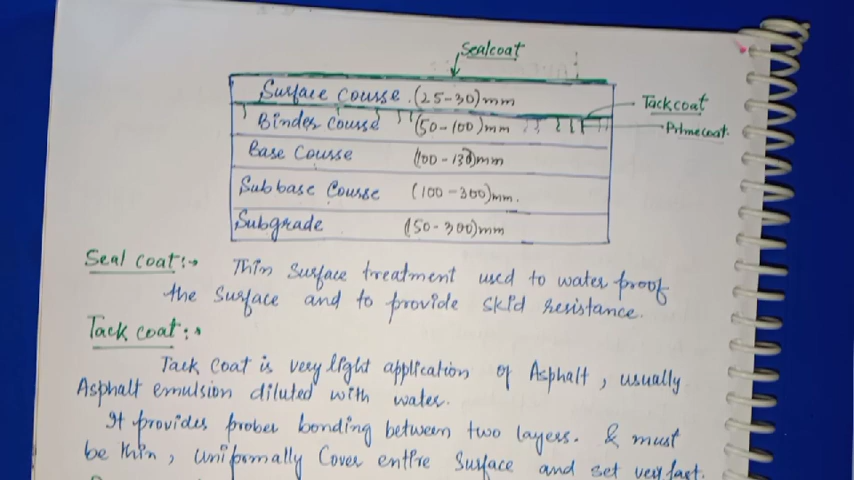 Sealcoat
Surface Course (25-30)mm
Tackcoat
Binder Course (50-100)mm
Primecoat.
Base Course (100-130)mm
Subbase Course (100-300)mm.
Subgrade (150-300)mm
Seal coat:→ Thin surface treatment used to water proof
the surface and to provide skid resistance.
Tack coat:→
Tack coat is very light application of Asphalt, usually
Asphalt emulsion diluted with water.
It provides prober bonding between two layers. & must
be thin, uniformally Cover entire Surface and set very fast.